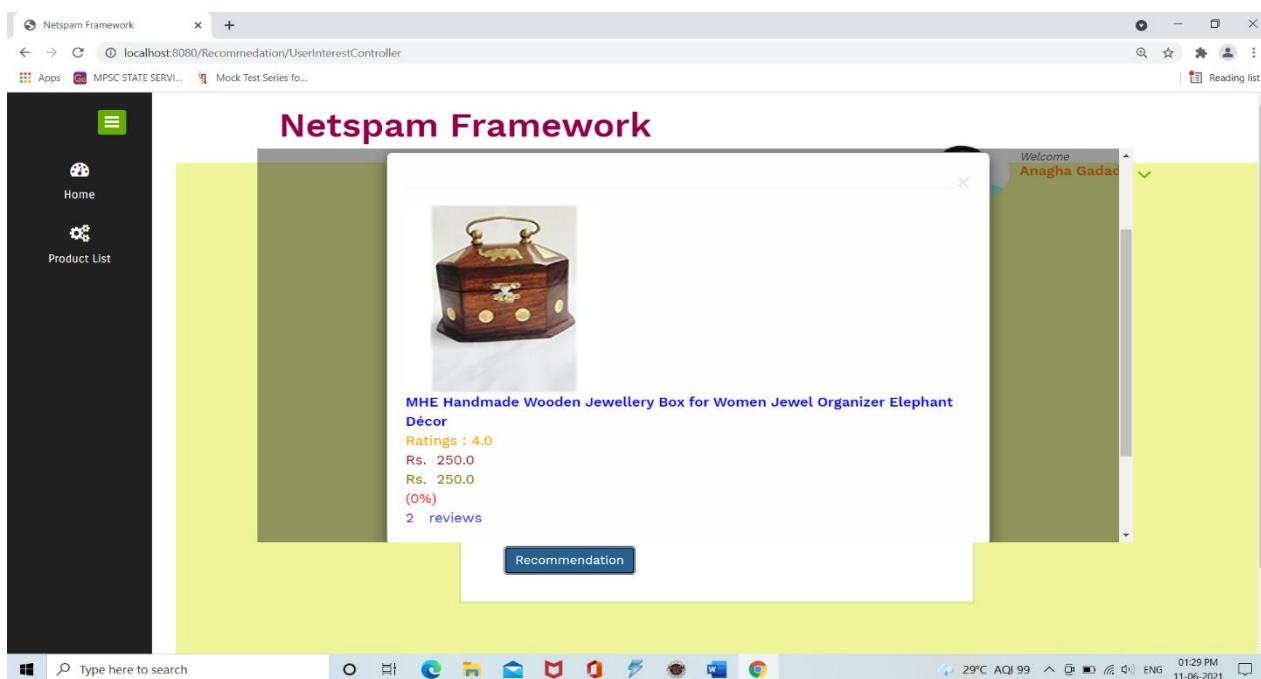 Netspam Framework
localhost:8080/Recommedation/UserInterestController
Apps
MPSC STATE SERVI...
Mock Test Series fo...
Reading list
Netspam Framework
Welcome
Anagha Gadad
Home
Product List
MHE Handmade Wooden Jewellery Box for Women Jewel Organizer Elephant
Décor
Ratings : 4.0
Rs. 250.0
Rs. 250.0
(0%)
2 reviews
Recommendation
Type here to search
29°C AQI 99
ENG
01:29 PM
11-06-2021